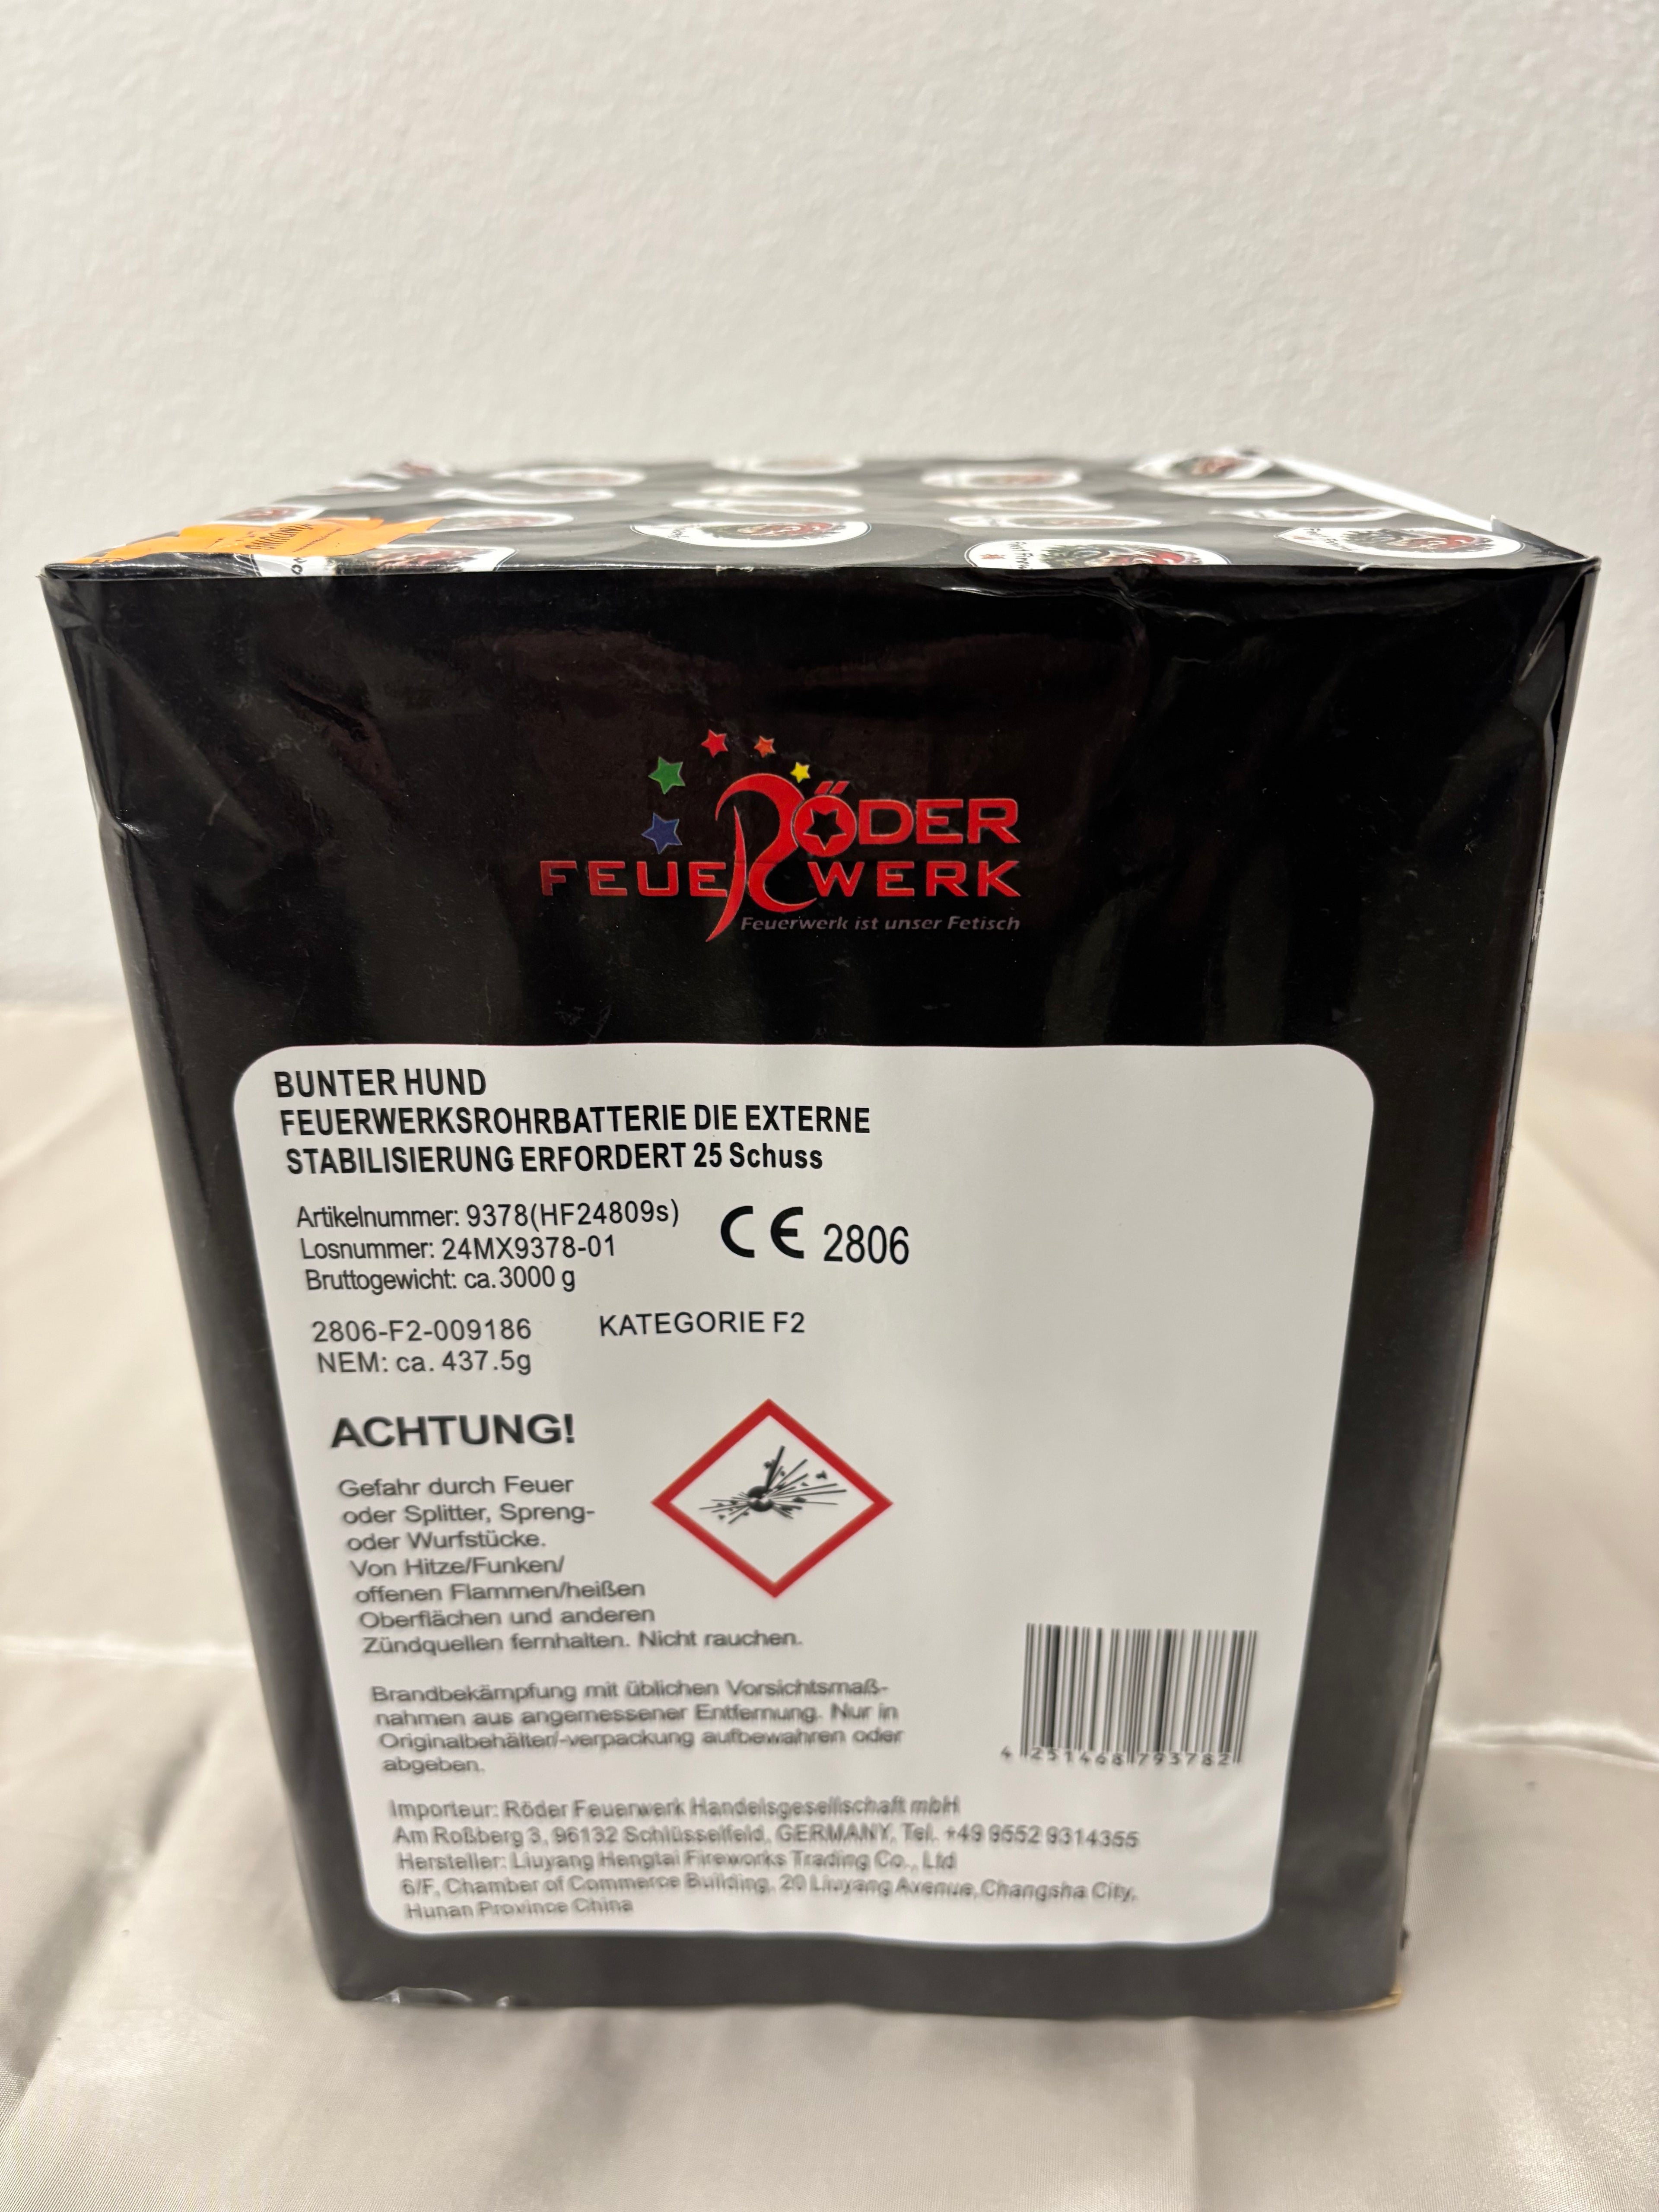 RÖDER
FEUERWERK
Feuerwerk ist unser Fetisch
BUNTER HUND
FEUERWERKSROHRBATTERIE DIE EXTERNE
STABILISIERUNG ERFORDERT 25 Schuss
Artikelnummer: 9378(HF24809s)
Losnummer: 24MX9378-01
Bruttogewicht: ca.3000 g
CE 2806
2806-F2-009186 KATEGORIE F2
NEM: ca. 437.5g
ACHTUNG!
Gefahr durch Feuer
oder Splitter, Spreng-
oder Wurfstücke.
Von Hitze/Funken/
offenen Flammen/heißen
Oberflächen und anderen
Zündquellen fernhalten. Nicht rauchen.
Brandbekämpfung mit üblichen Vorsichtsmaß-
nahmen aus angemessener Entfernung. Nur in
Originalbehälter/-verpackung aufbewahren oder
abgeben.
4 251468 793782
Importeur: Röder Feuerwerk Handelsgesellschaft mbH
Am Roßberg 3, 96132 Schlüsselfeld, GERMANY, Tel. +49 9552 9314355
Hersteller: Liuyang Hengtai Fireworks Trading Co., Ltd
6/F, Chamber of Commerce Building, 20 Liuyang Avenue, Changsha City,
Hunan Province China